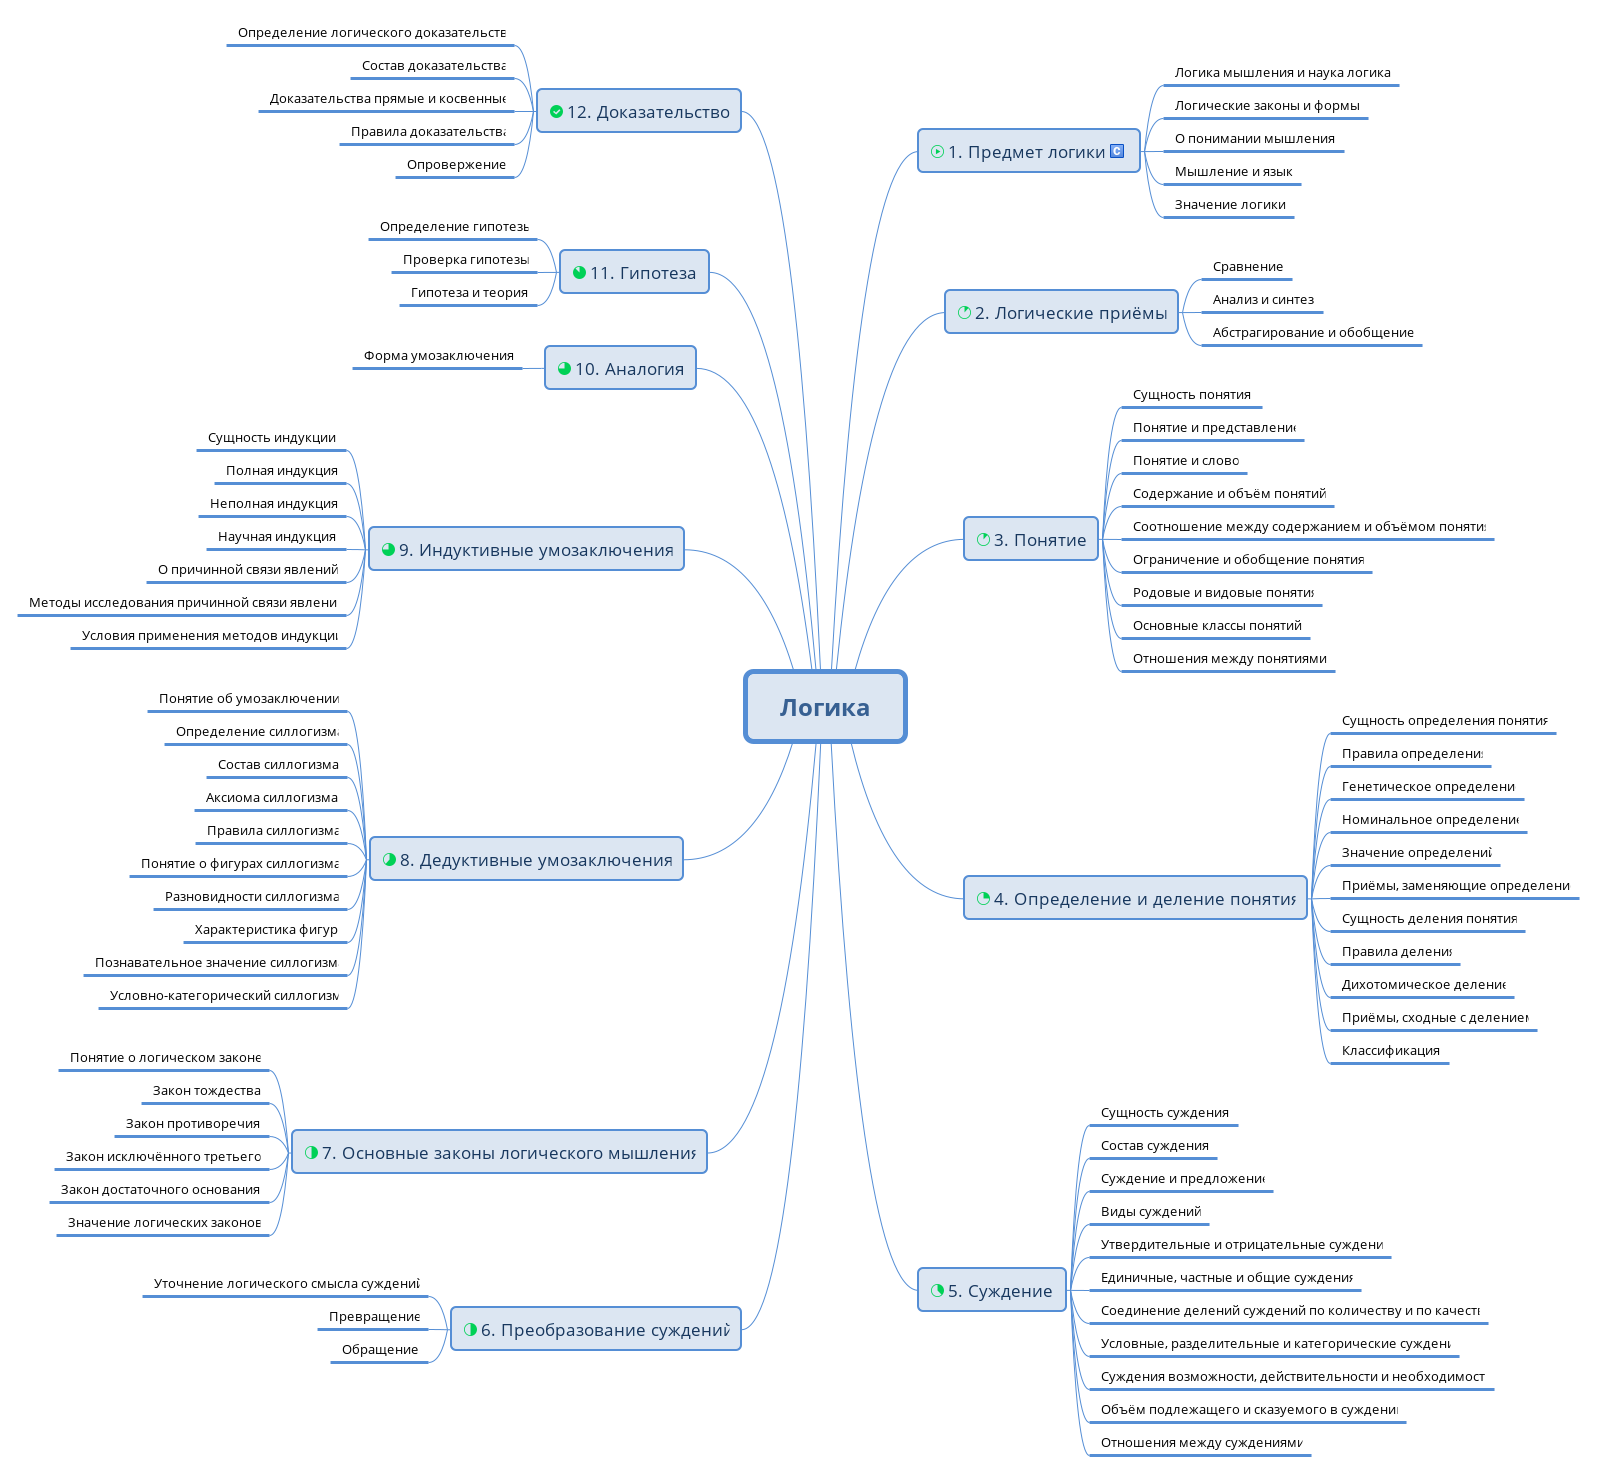 Логика
1. Предмет логики
Логика мышления и наука логика
Логические законы и формы
О понимании мышления
Мышление и язык
Значение логики
2. Логические приёмы
Сравнение
Анализ и синтез
Абстрагирование и обобщение
3. Понятие
Сущность понятия
Понятие и представление
Понятие и слово
Содержание и объём понятий
Соотношение между содержанием и объёмом понятия
Ограничение и обобщение понятия
Родовые и видовые понятия
Основные классы понятий
Отношения между понятиями
4. Определение и деление понятия
Сущность определения понятия
Правила определения
Генетическое определени
Номинальное определение
Значение определений
Приёмы, заменяющие определени
Сущность деления понятия
Правила деления
Дихотомическое деление
Приёмы, сходные с делением
Классификация
5. Суждение
Сущность суждения
Состав суждения
Суждение и предложение
Виды суждений
Утвердительные и отрицательные суждени
Единичные, частные и общие суждения
Соединение делений суждений по количеству и по качеств
Условные, разделительные и категорические суждени
Суждения возможности, действительности и необходимост
Объём подлежащего и сказуемого в суждении
Отношения между суждениями
6. Преобразование суждений
Уточнение логического смысла суждений
Превращение
Обращение
7. Основные законы логического мышления
Понятие о логическом законе
Закон тождества
Закон противоречия
Закон исключённого третьего
Закон достаточного основания
Значение логических законов
8. Дедуктивные умозаключения
Понятие об умозаключении
Определение силлогизма
Состав силлогизма
Аксиома силлогизма
Правила силлогизма
Понятие о фигурах силлогизма
Разновидности силлогизма
Характеристика фигур
Познавательное значение силлогизма
Условно-категорический силлогизм
9. Индуктивные умозаключения
Сущность индукции
Полная индукция
Неполная индукция
Научная индукция
О причинной связи явлений
Методы исследования причинной связи явлени
Условия применения методов индукции
10. Аналогия
Форма умозаключения
11. Гипотеза
Определение гипотезы
Проверка гипотезы
Гипотеза и теория
12. Доказательство
Определение логического доказательств
Состав доказательства
Доказательства прямые и косвенные
Правила доказательства
Опровержение